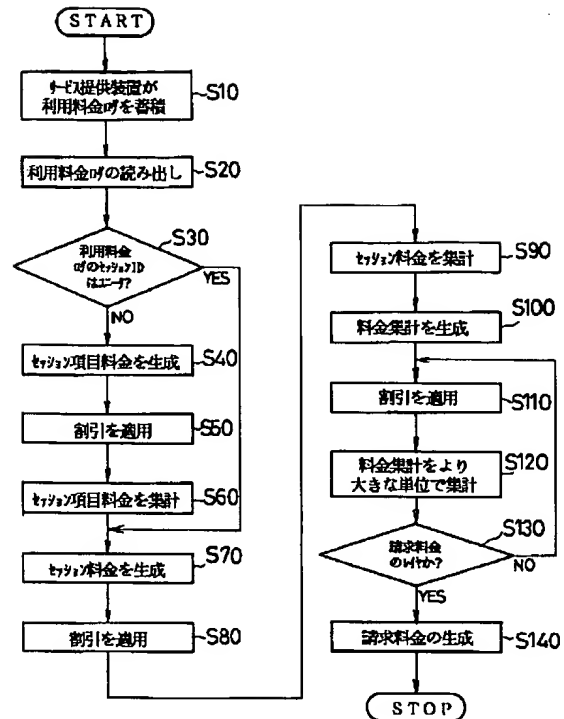 START
サービス提供装置が
利用料金ログを蓄積
S10
利用料金ログの読み出し
S20
利用料金
ログのセッションID
はユニーク?
S30
YES
NO
セッション項目料金を生成
S40
割引を適用
S50
セッション項目料金を集計
S60
セッション料金を生成
S70
割引を適用
S80
セッション料金を集計
S90
料金集計を生成
S100
割引を適用
S110
料金集計をより
大きな単位で集計
S120
請求料金
のレイヤか?
S130
NO
YES
請求料金の生成
S140
STOP